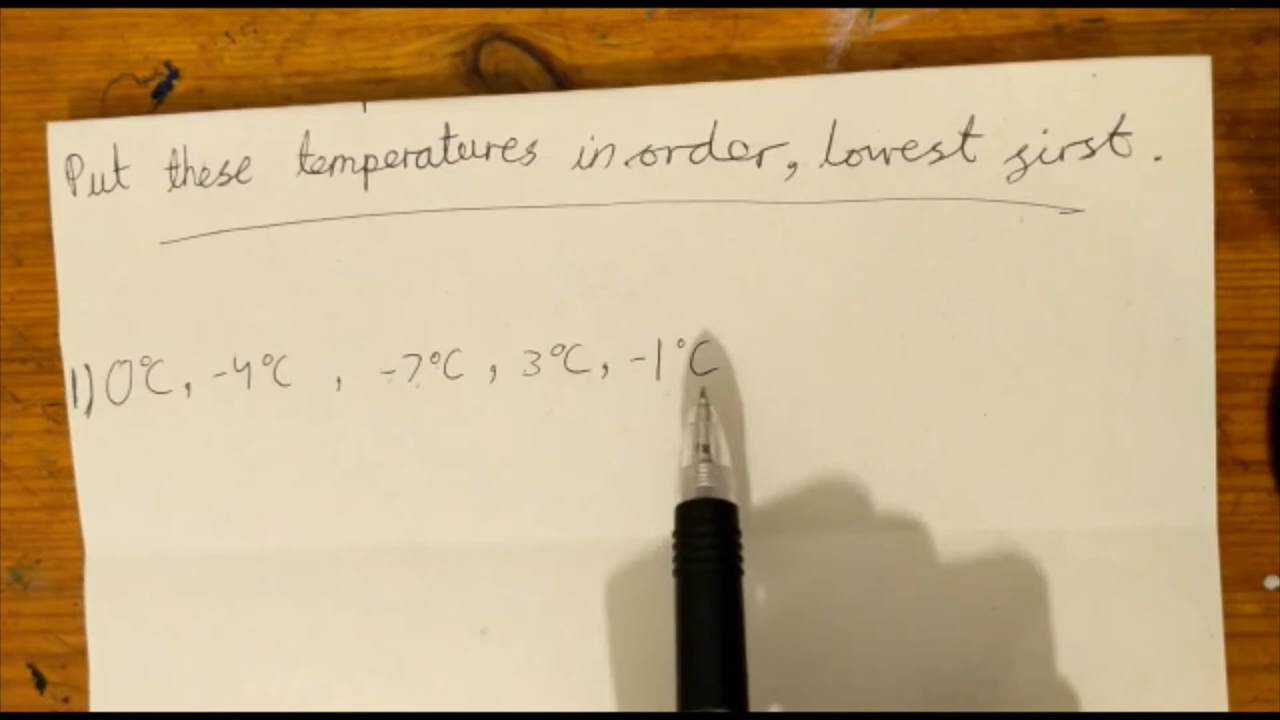 Put these temperatures in order, lowest first.
1) 0°C, -4°C , -7°C , 3°C, -1°C